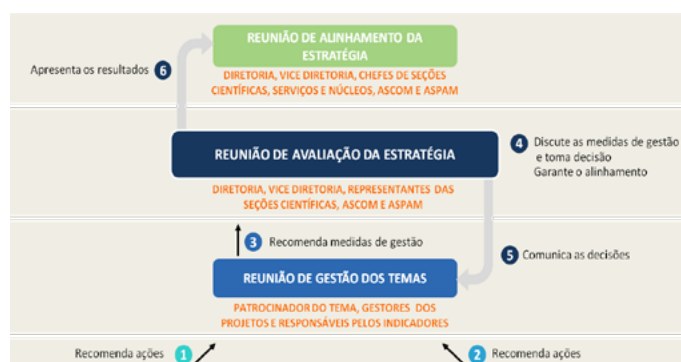 REUNIÃO DE ALINHAMENTO DA
ESTRATÉGIA
Apresenta os resultados 6
DIRETORIA, VICE DIRETORIA, CHEFES DE SEÇÕES
CIENTÍFICAS, SERVIÇOS E NÚCLEOS, ASCOM E ASPAM
REUNIÃO DE AVALIAÇÃO DA ESTRATÉGIA
4 Discute as medidas de gestão
e toma decisão
Garante o alinhamento
DIRETORIA, VICE DIRETORIA, REPRESENTANTES DAS
SEÇÕES CIENTÍFICAS, ASCOM E ASPAM
3 Recomenda medidas de gestão
5 Comunica as decisões
REUNIÃO DE GESTÃO DOS TEMAS
PATROCINADOR DO TEMA, GESTORES DOS
PROJETOS E RESPONSÁVEIS PELOS INDICADORES
Recomenda ações 1
2 Recomenda ações